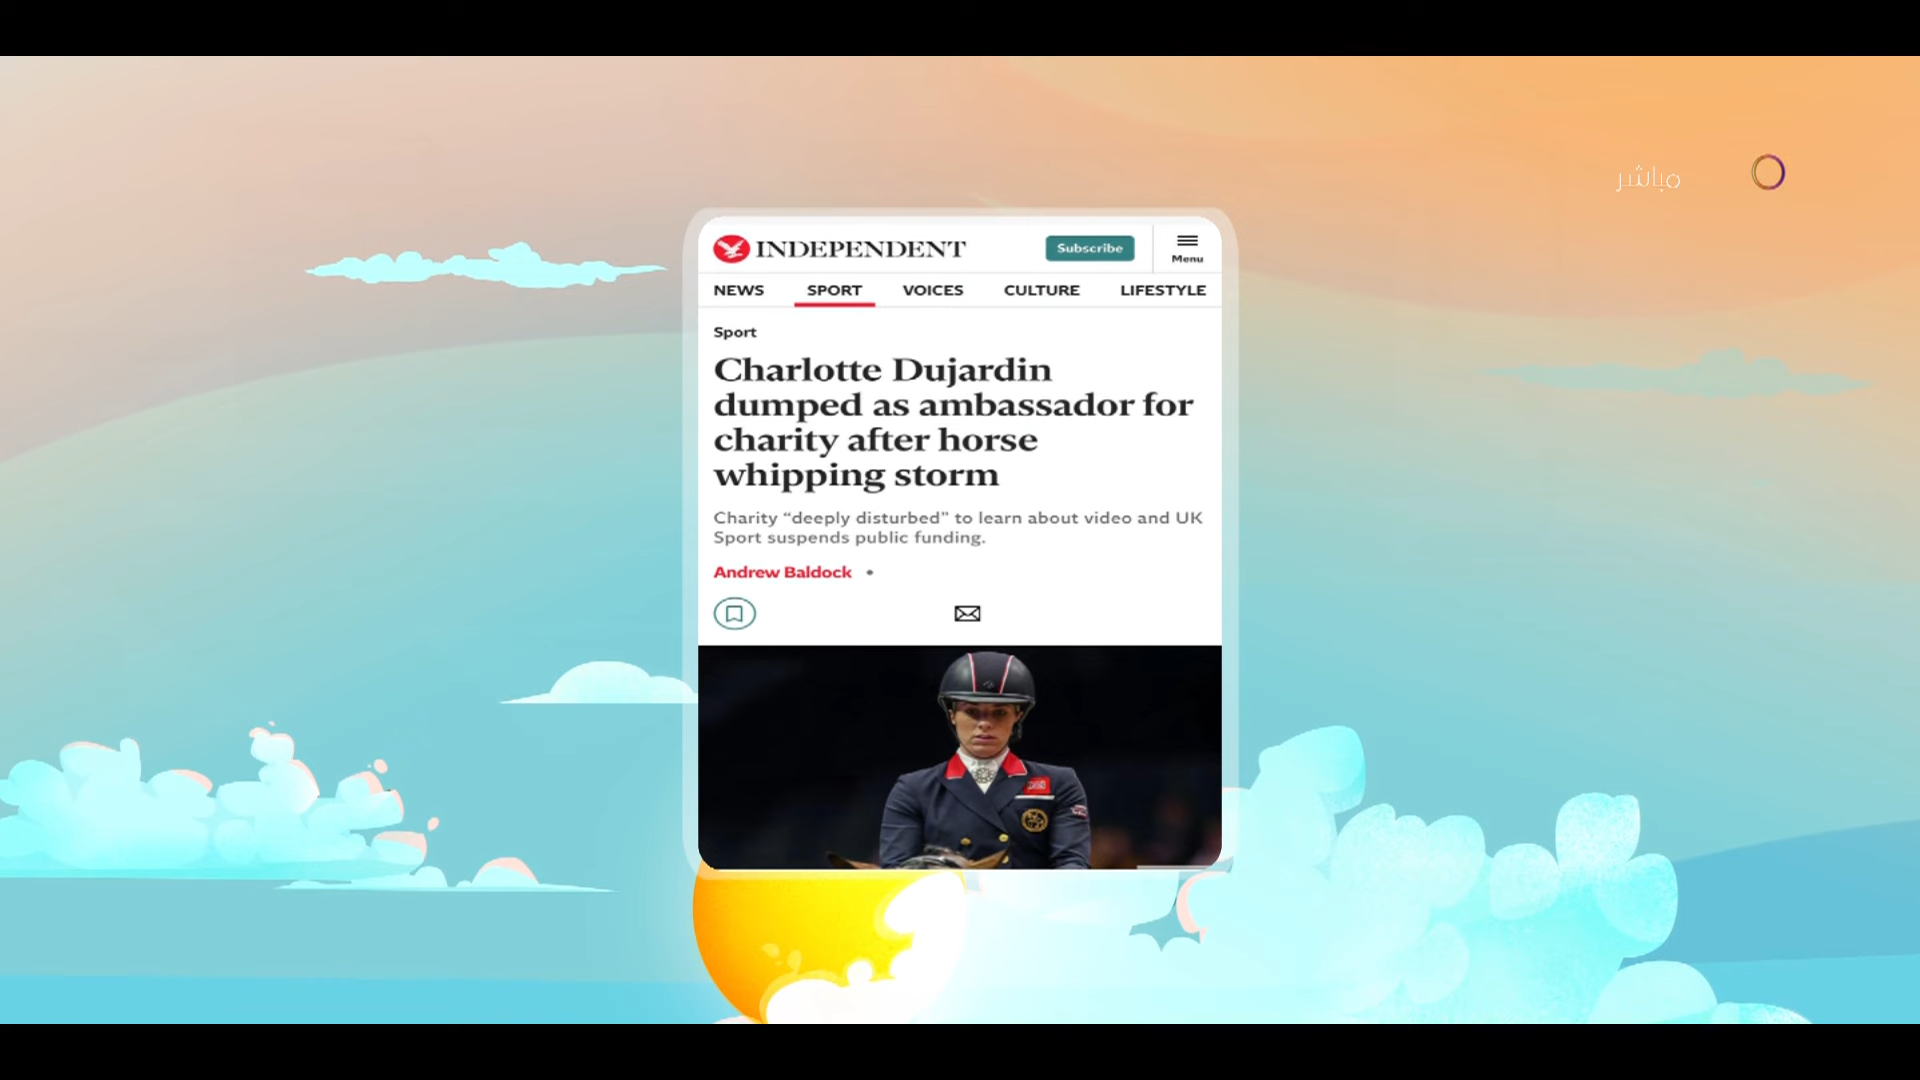 مباشر
INDEPENDENT
Subscribe
Menu
NEWS SPORT VOICES CULTURE LIFESTYLE
Sport
Charlotte Dujardin
dumped as ambassador for
charity after horse
whipping storm
Charity “deeply disturbed” to learn about video and UK
Sport suspends public funding.
Andrew Baldock •